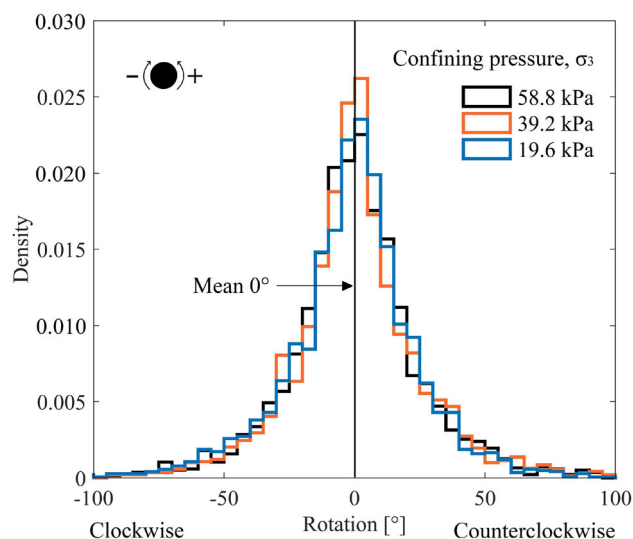 0.030
0.025
0.020
0.015
0.010
0.005
0
Density
- +
Confining pressure, σ3
58.8 kPa
39.2 kPa
19.6 kPa
Mean 0°
-100 -50 0 50 100
Clockwise Rotation [°] Counterclockwise